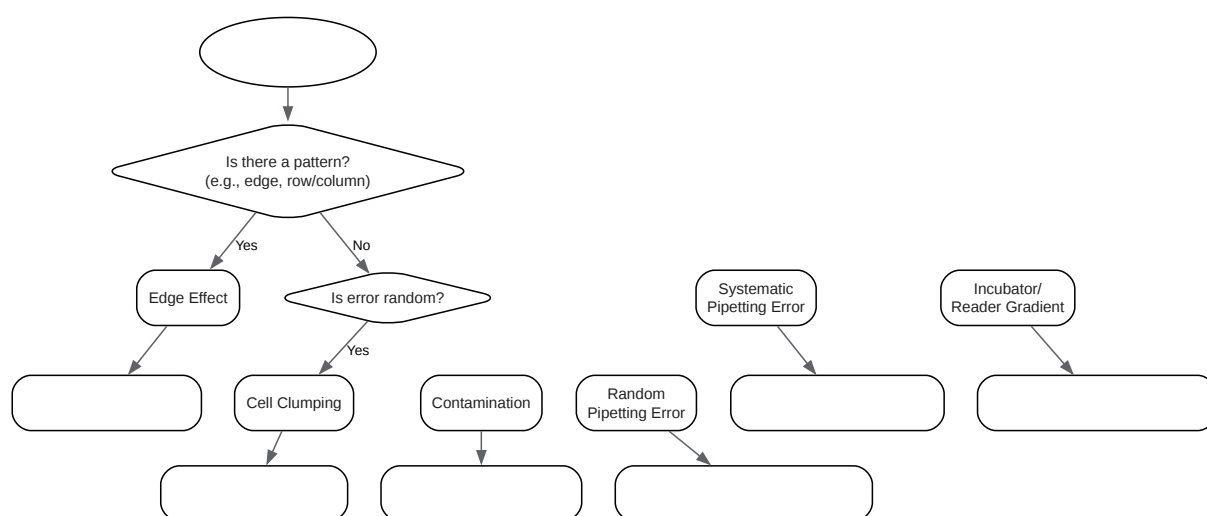 Is there a pattern?
(e.g., edge, row/column)
Yes
No
Edge Effect
Is error random?
Systematic
Pipetting Error
Incubator/
Reader Gradient
Yes
Cell Clumping
Contamination
Random
Pipetting Error